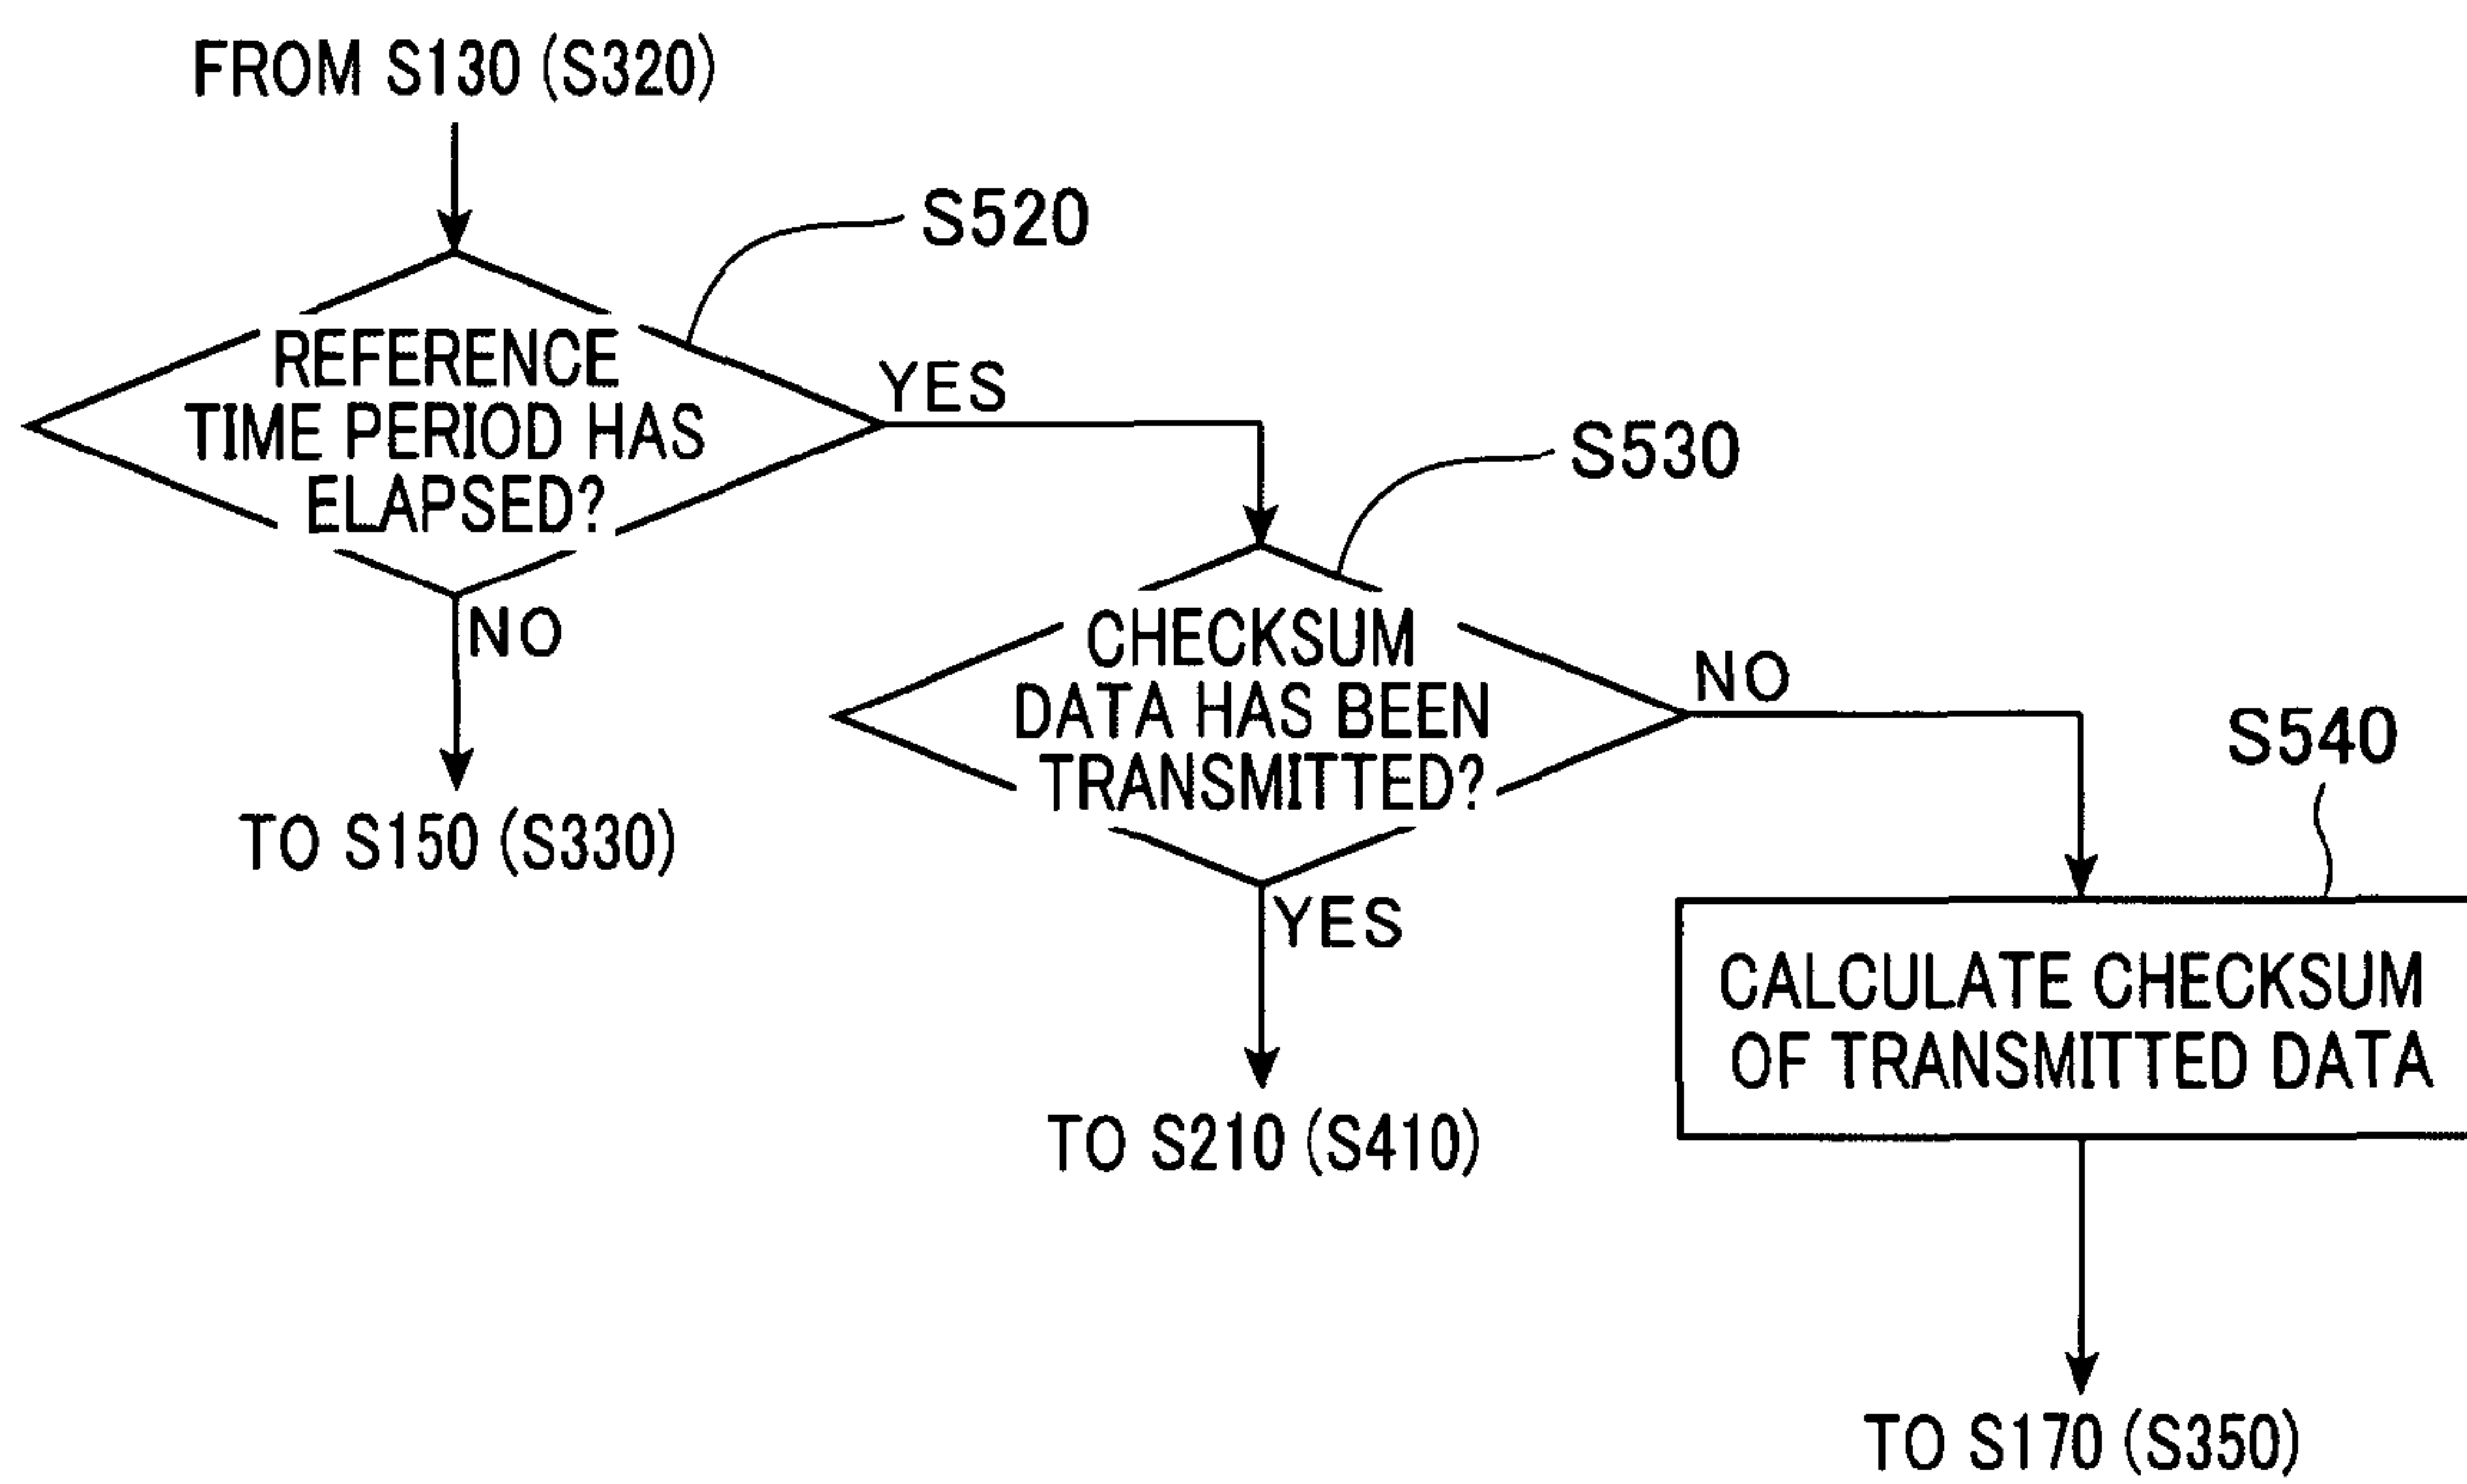 FROM S130 (S320)
S520
REFERENCE
TIME PERIOD HAS
ELAPSED?
YES
NO
TO S150 (S330)
S530
CHECKSUM
DATA HAS BEEN
TRANSMITTED?
NO
YES
TO S210 (S410)
S540
CALCULATE CHECKSUM
OF TRANSMITTED DATA
TO S170 (S350)